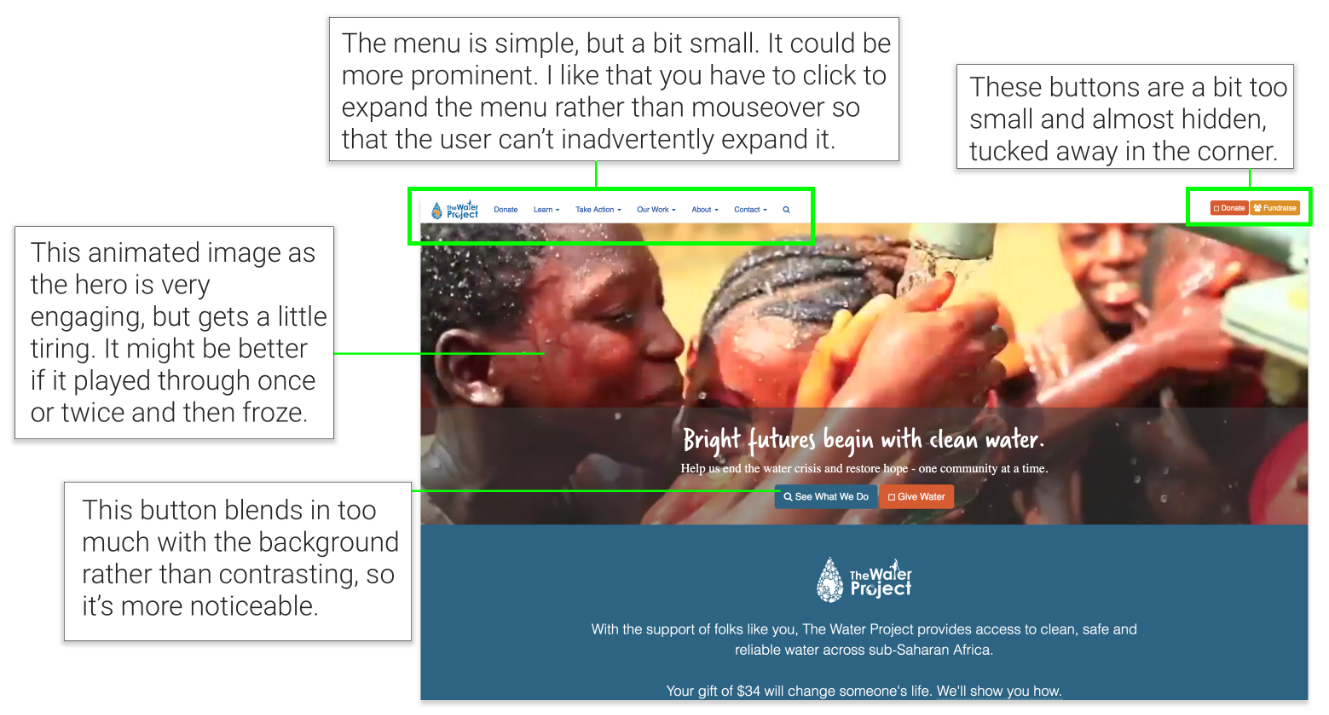 The menu is simple, but a bit small. It could be
more prominent. I like that you have to click to
expand the menu rather than mouseover so
that the user can’t inadvertently expand it.
These buttons are a bit too
small and almost hidden,
tucked away in the corner.
The Water
Project
Donate Learn Take Action Our Work About Contact
Donate Fundraise
This animated image as
the hero is very
engaging, but gets a little
tiring. It might be better
if it played through once
or twice and then froze.
Bright futures begin with clean water.
Help us end the water crisis and restore hope - one community at a time.
See What We Do Give Water
This button blends in too
much with the background
rather than contrasting, so
it’s more noticeable.
The Water
Project
With the support of folks like you, The Water Project provides access to clean, safe and
reliable water across sub-Saharan Africa.
Your gift of $34 will change someone's life. We'll show you how.